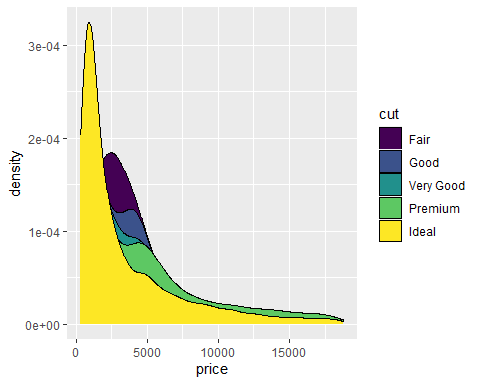 density
3e-04
2e-04
1e-04
0e+00
0
5000
10000
15000
price
cut
Fair
Good
Very Good
Premium
Ideal